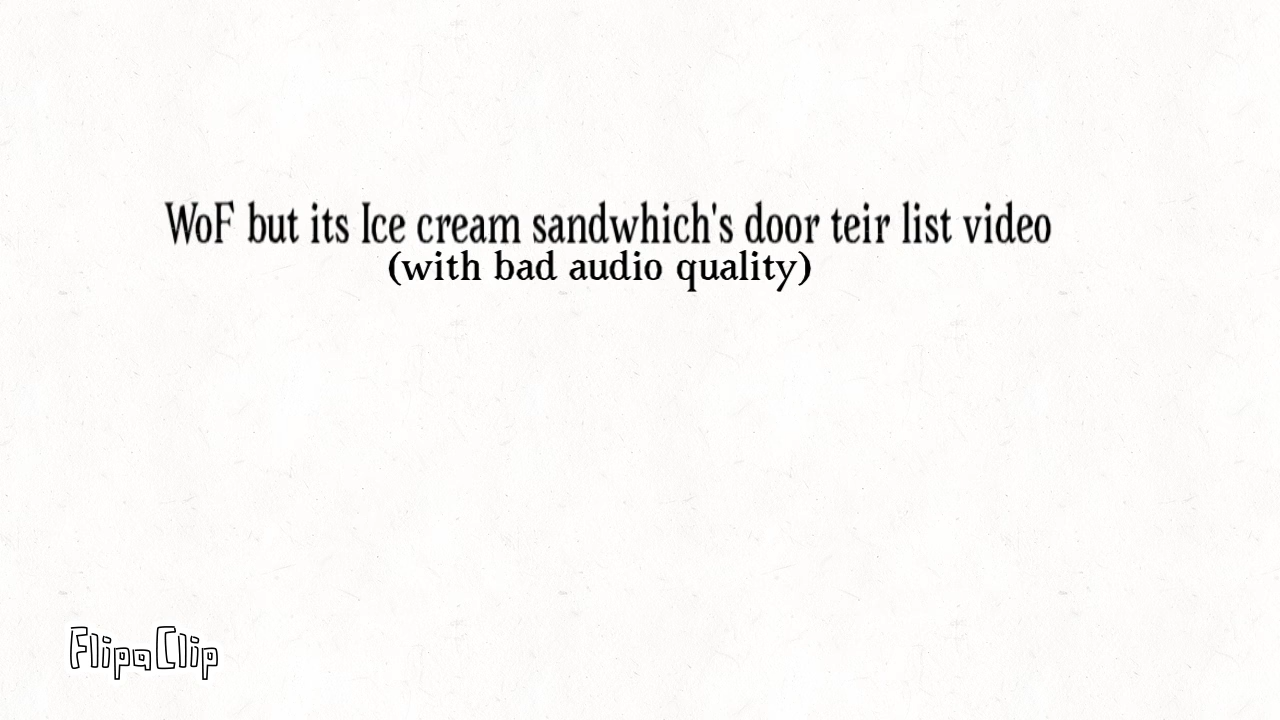 WoF but its Ice cream sandwhich's door teir list video
(with bad audio quality)
FlipaClip